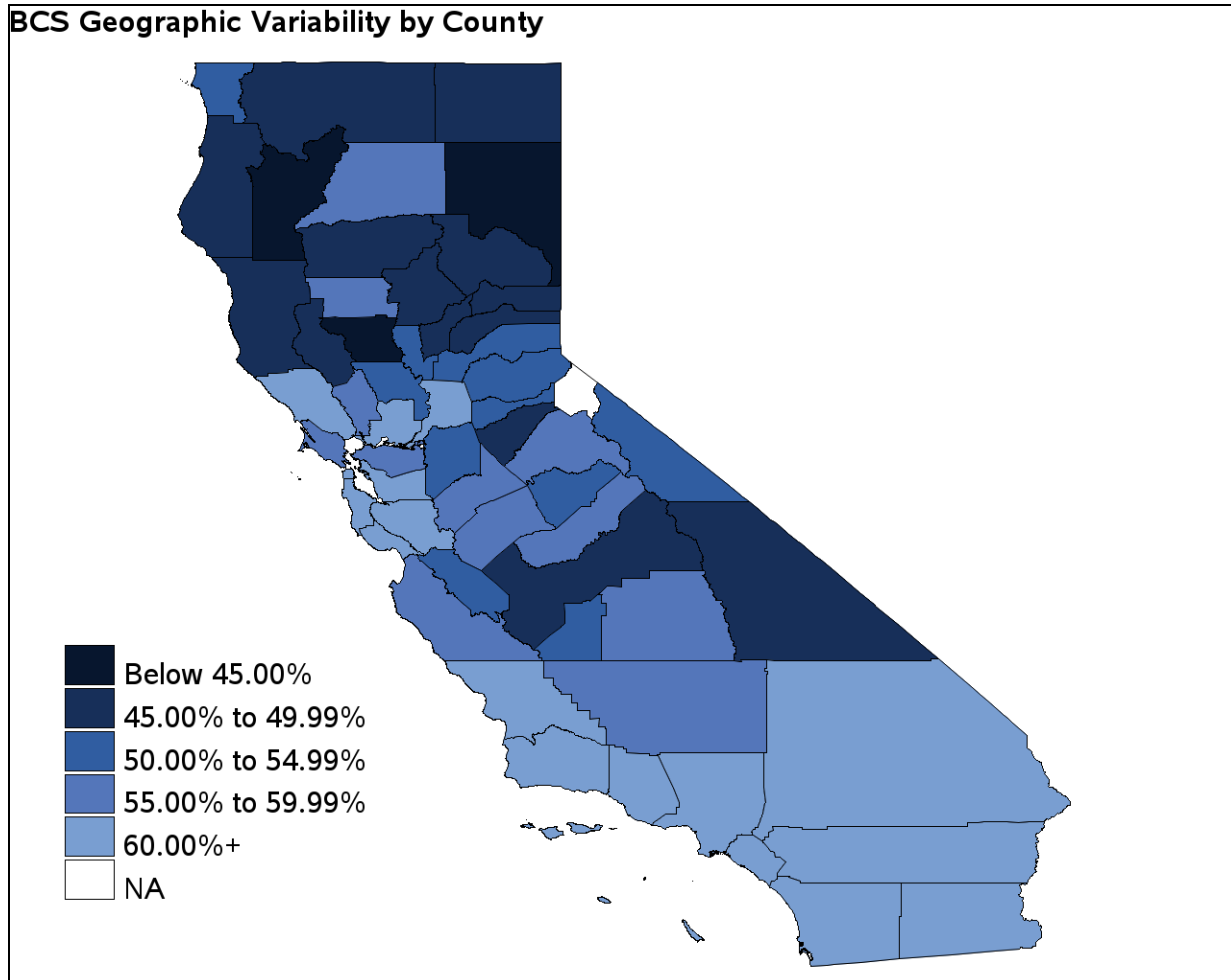 BCS Geographic Variability by County
Below 45.00%
45.00% to 49.99%
50.00% to 54.99%
55.00% to 59.99%
60.00%+
NA